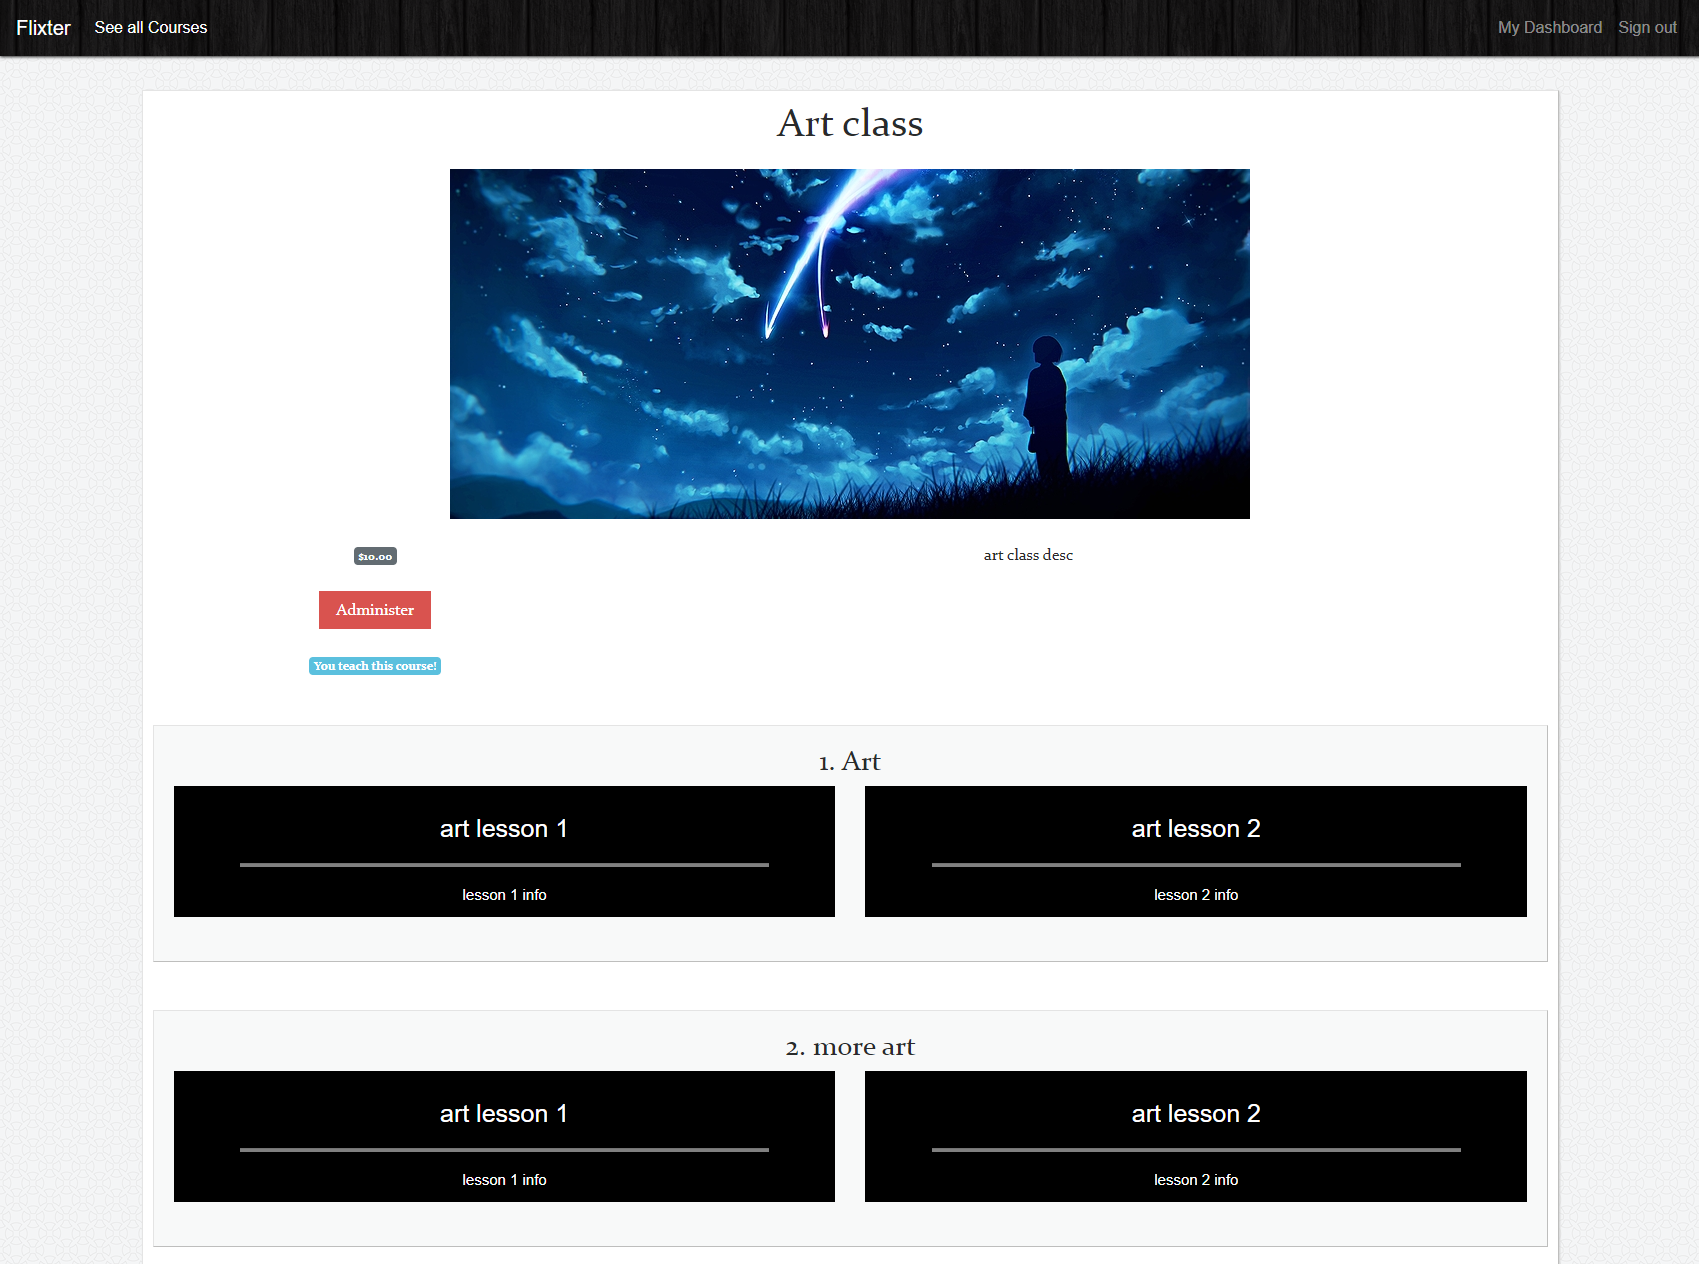 Flixter See all Courses My Dashboard Sign out
Art class
$10.00
art class desc
Administer
You teach this course!
1. Art
art lesson 1
lesson 1 info
art lesson 2
lesson 2 info
2. more art
art lesson 1
lesson 1 info
art lesson 2
lesson 2 info